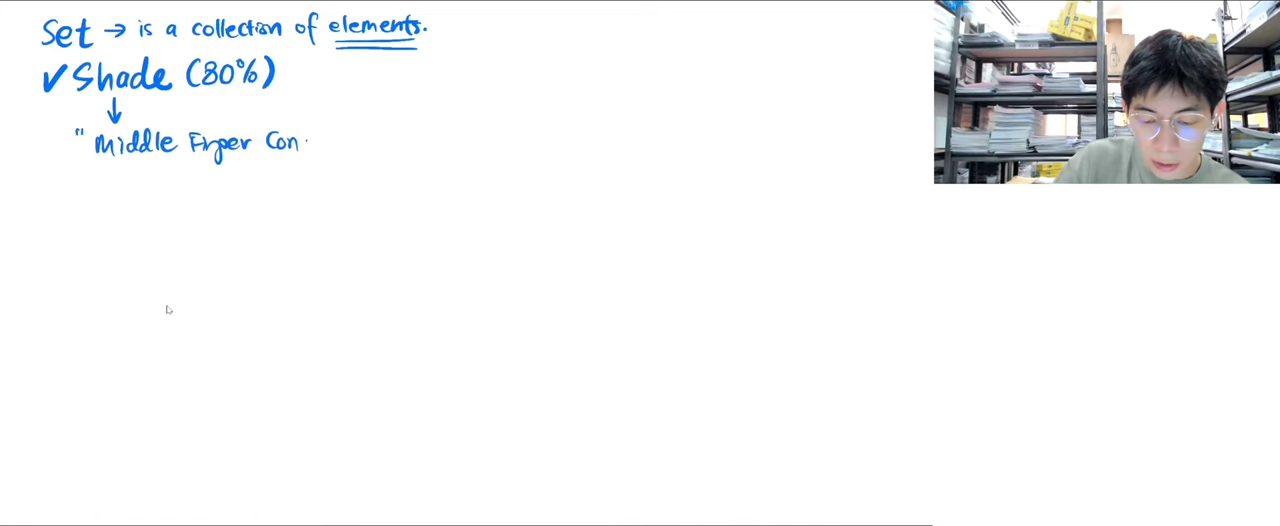 Set → is a collection of elements.
✓ Shade (80%)
↓
" Middle Finger Con